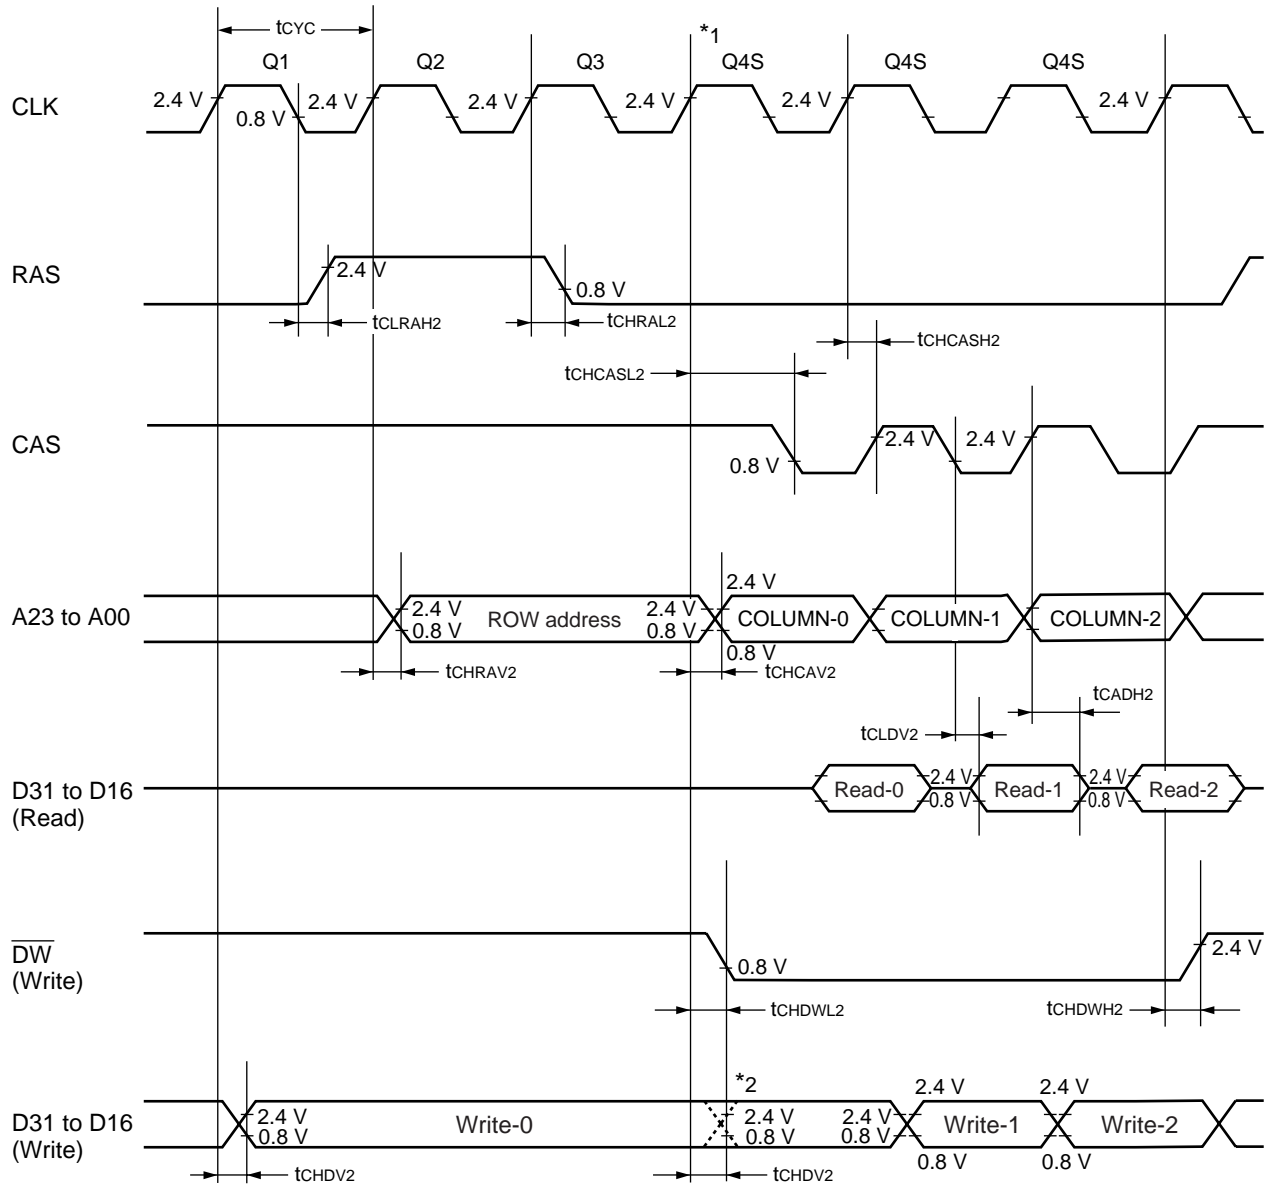 tCYC
*1
Q1 Q2 Q3 Q4S Q4S Q4S
CLK
2.4 V 0.8 V 2.4 V 2.4 V 2.4 V 2.4 V 2.4 V
RAS
2.4 V
0.8 V
tCLRAH2 tCHRAL2 tCHCASH2
tCHCASL2
CAS
0.8 V 2.4 V 2.4 V
A23 to A00
2.4 V
2.4 V ROW address 2.4 V COLUMN-0 COLUMN-1 COLUMN-2
0.8 V 0.8 V
0.8 V
tCHRAV2 tCHCAV2
tCADH2
tCLDV2
D31 to D16
(Read)
Read-0 2.4 V Read-1 2.4 V Read-2
0.8 V 0.8 V
DW
(Write)
0.8 V 2.4 V
tCHDWL2 tCHDWH2
*2
D31 to D16
(Write)
2.4 V 2.4 V
2.4 V Write-0 2.4 V 2.4 V Write-1 Write-2
0.8 V 0.8 V 0.8 V
0.8 V 0.8 V
tCHDV2 tCHDV2